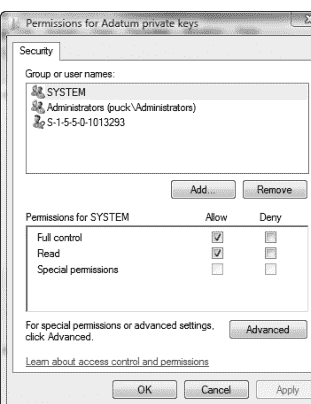 Permissions for Adatum private keys
Security
Group or user names:
SYSTEM
Administrators (puck\Administrators)
S-1-5-5-0-1013293
Add...
Remove
Permissions for SYSTEM Allow Deny
Full control
Read
Special permissions
For special permissions or advanced settings,
click Advanced.
Advanced
Learn about access control and permissions
OK Cancel Apply